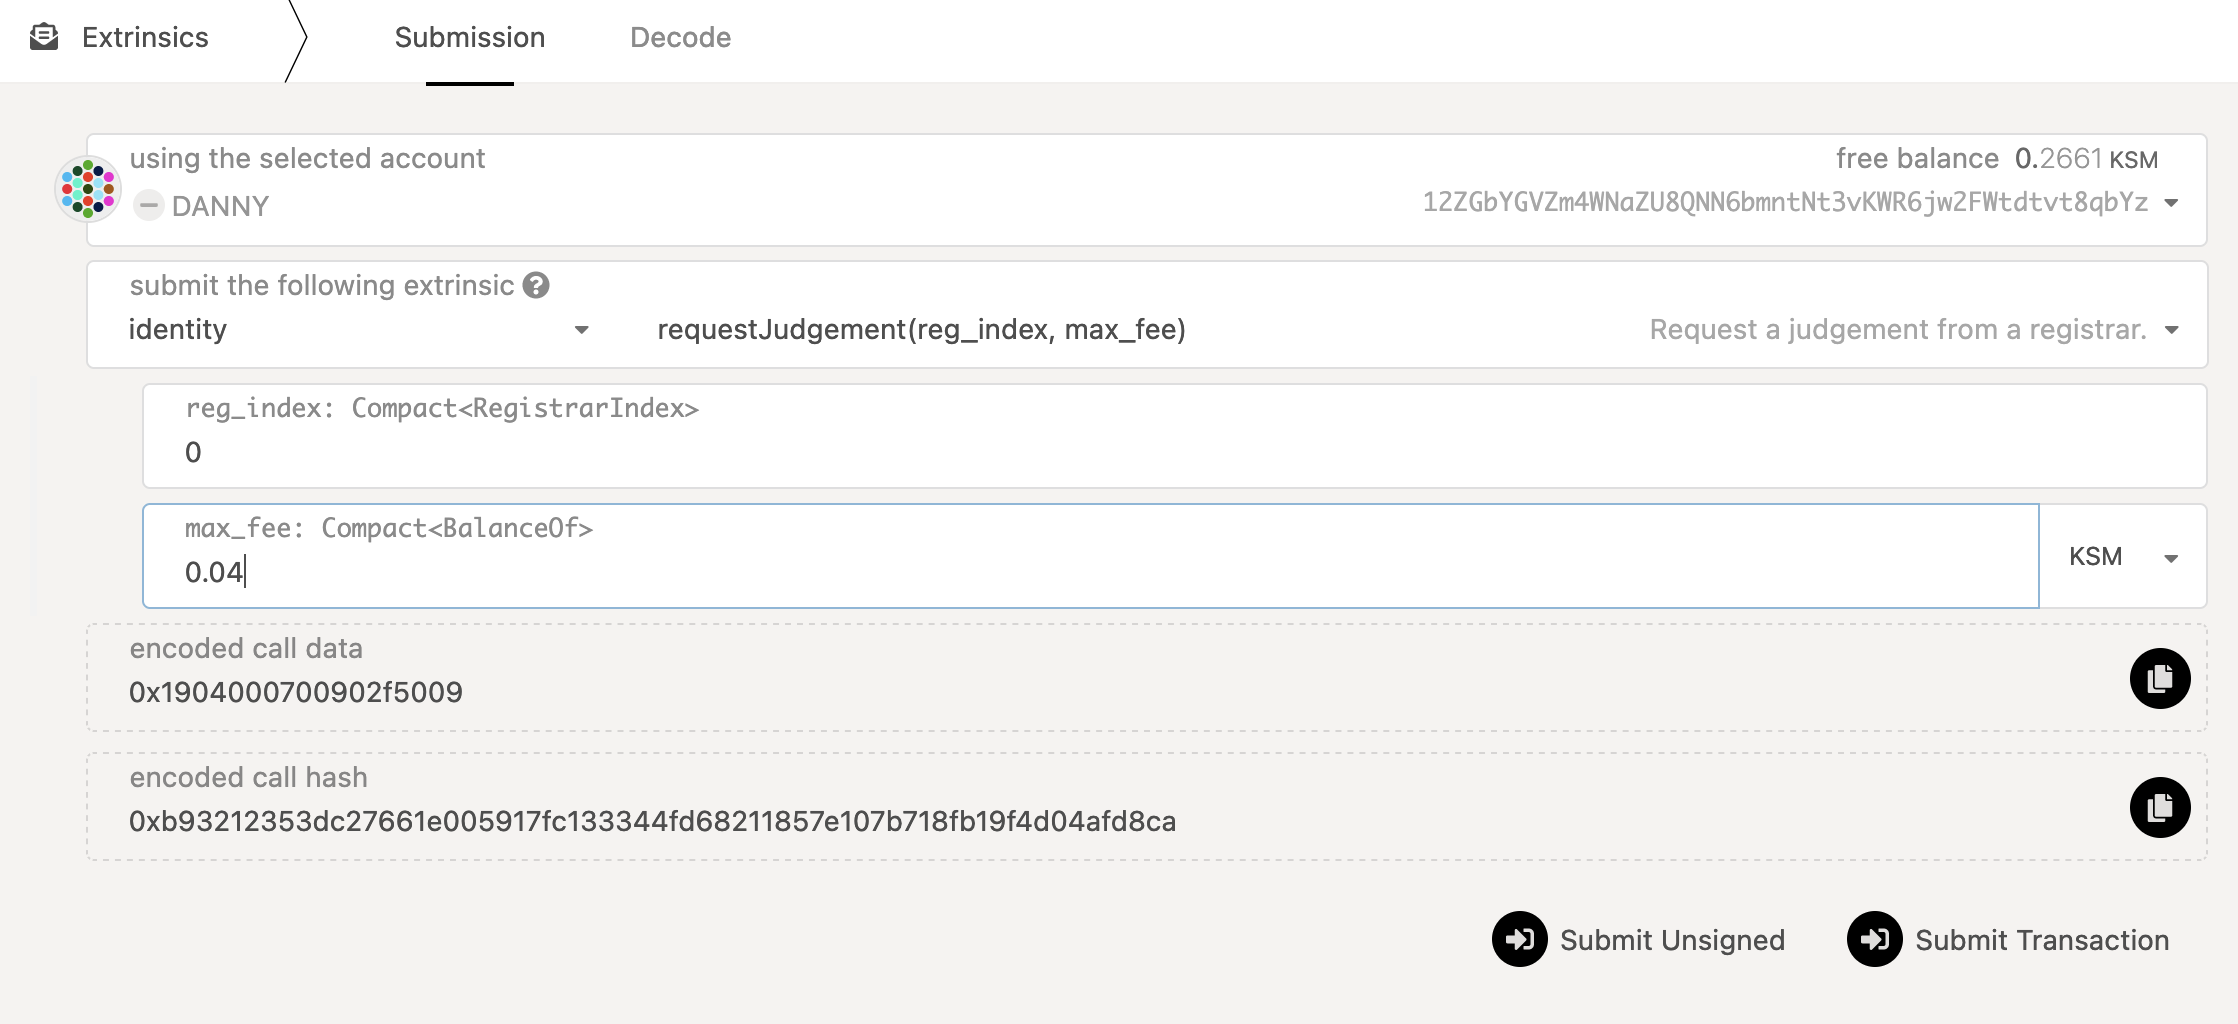 Extrinsics
Submission
Decode
using the selected account
free balance 0.2661 KSM
DANNY
12ZGbYGVZm4WNaZU8QNN6bmntNt3vKWR6jw2FWtdtvt8qbYz
submit the following extrinsic ?
identity
requestJudgement(reg_index, max_fee)
Request a judgement from a registrar.
reg_index: Compact<RegistrarIndex>
0
max_fee: Compact<BalanceOf>
0.04
KSM
encoded call data
0x1904000700902f5009
encoded call hash
0xb93212353dc27661e005917fc133344fd68211857e107b718fb19f4d04afd8ca
Submit Unsigned
Submit Transaction